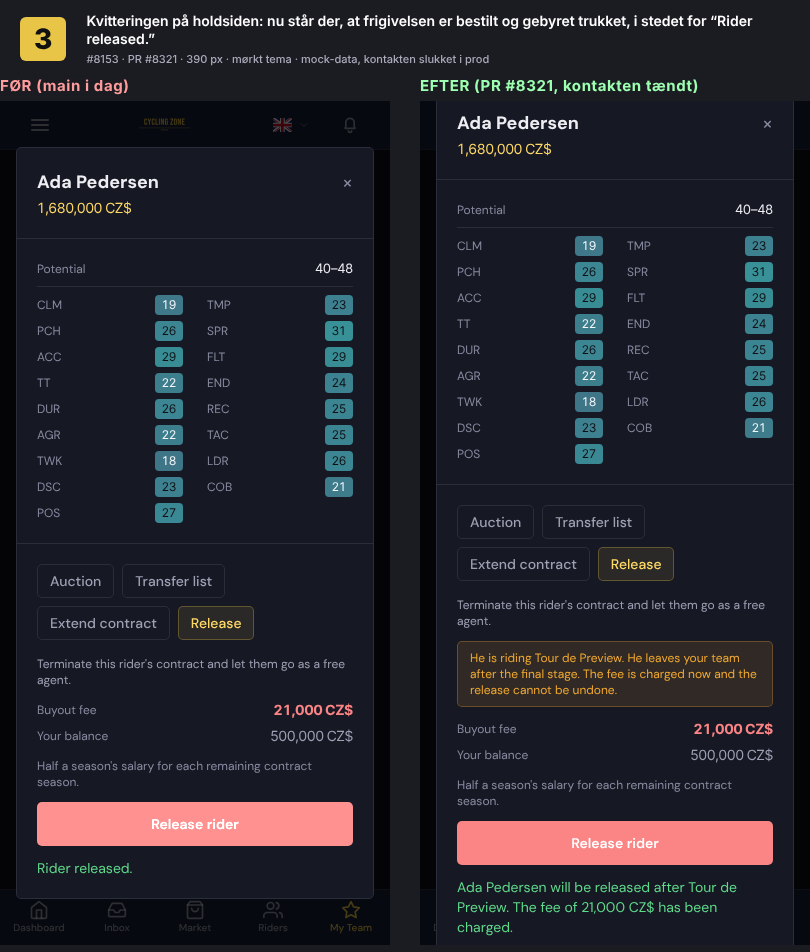 3
Kvitteringen på holdsiden: nu står der, at frigivelsen er bestilt og gebyret trukket, i stedet for “Rider
released.”
#8153 · PR #8321 · 390 px · mørkt tema · mock-data, kontakten slukket i prod
FØR (main i dag)
CYCLING ZONE
Ada Pedersen
×
1,680,000 CZ$
Potential 40–48
CLM 19 TMP 23
PCH 26 SPR 31
ACC 29 FLT 29
TT 22 END 24
DUR 26 REC 25
AGR 22 TAC 25
TWK 18 LDR 26
DSC 23 COB 21
POS 27
Auction Transfer list
Extend contract Release
Terminate this rider's contract and let them go as a free
agent.
Buyout fee 21,000 CZ$
Your balance 500,000 CZ$
Half a season's salary for each remaining contract
season.
Release rider
Rider released.
Dashboard Inbox Market Riders My Team
EFTER (PR #8321, kontakten tændt)
Ada Pedersen
×
1,680,000 CZ$
Potential 40–48
CLM 19 TMP 23
PCH 26 SPR 31
ACC 29 FLT 29
TT 22 END 24
DUR 26 REC 25
AGR 22 TAC 25
TWK 18 LDR 26
DSC 23 COB 21
POS 27
Auction Transfer list
Extend contract Release
Terminate this rider's contract and let them go as a free
agent.
He is riding Tour de Preview. He leaves your team
after the final stage. The fee is charged now and the
release cannot be undone.
Buyout fee 21,000 CZ$
Your balance 500,000 CZ$
Half a season's salary for each remaining contract
season.
Release rider
Ada Pedersen will be released after Tour de
Preview. The fee of 21,000 CZ$ has been
charged.